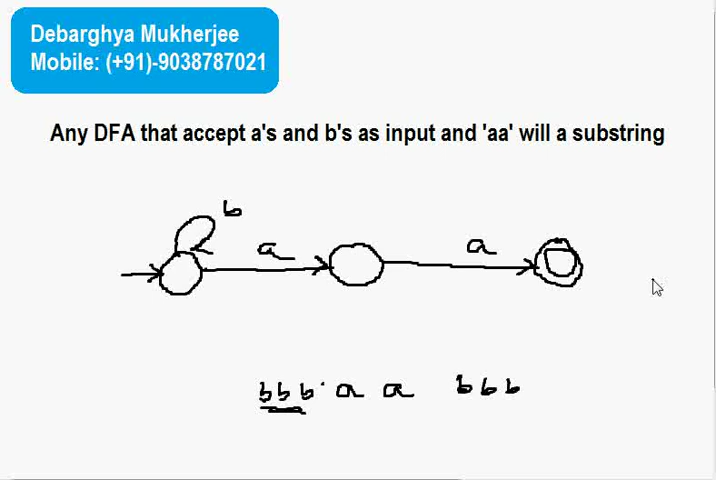 Debarghya Mukherjee
Mobile: (+91)-9038787021
Any DFA that accept a's and b's as input and 'aa' will a substring
b
a a
bbb a a bbb